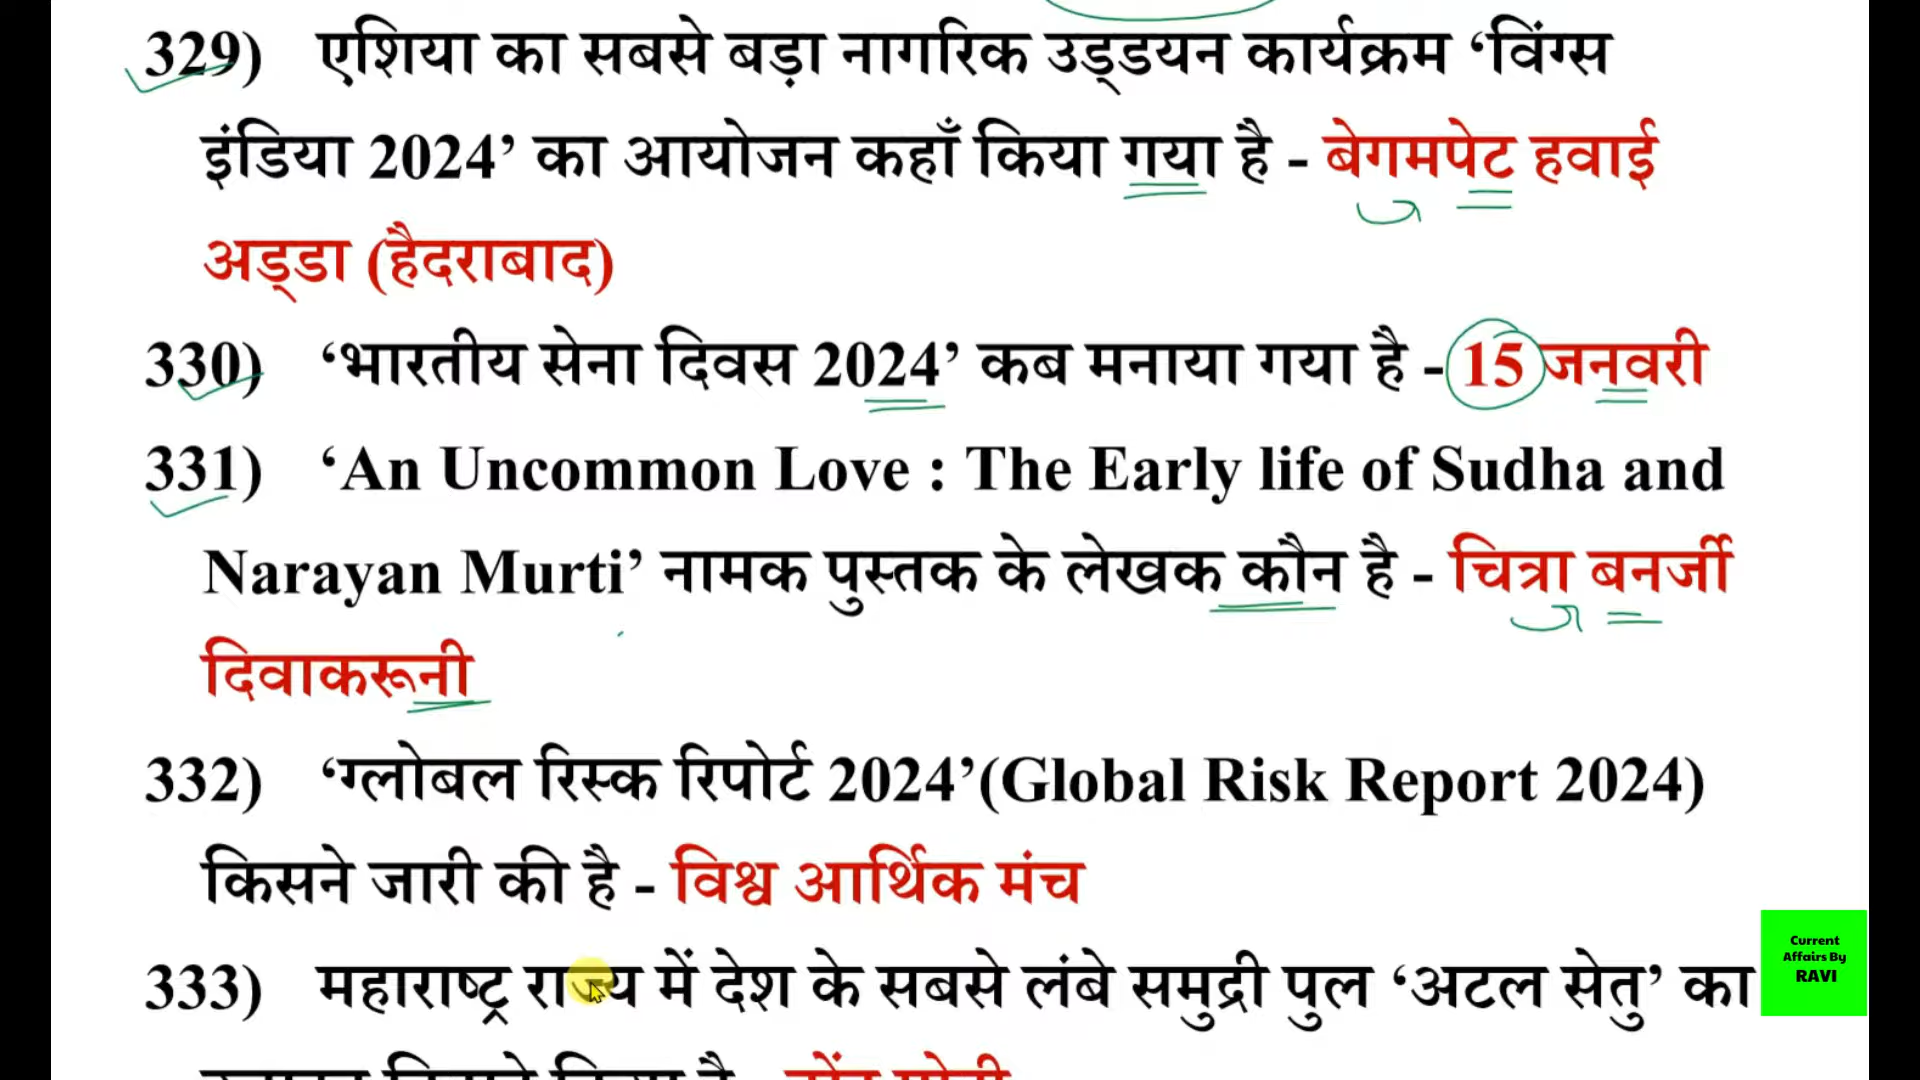 329) एशिया का सबसे बड़ा नागरिक उड्डयन कार्यक्रम ‘विंग्स
इंडिया 2024’ का आयोजन कहाँ किया गया है - बेगमपेट हवाई
अड्डा (हैदराबाद)
330) ‘भारतीय सेना दिवस 2024’ कब मनाया गया है - 15 जनवरी
331) ‘An Uncommon Love : The Early life of Sudha and
Narayan Murti’ नामक पुस्तक के लेखक कौन है - चित्रा बनर्जी
दिवाकरूनी
332) ‘ग्लोबल रिस्क रिपोर्ट 2024’(Global Risk Report 2024)
किसने जारी की है - विश्व आर्थिक मंच
333) महाराष्ट्र राज्य में देश के सबसे लंबे समुद्री पुल ‘अटल सेतु’ का
Current
Affairs By
RAVI